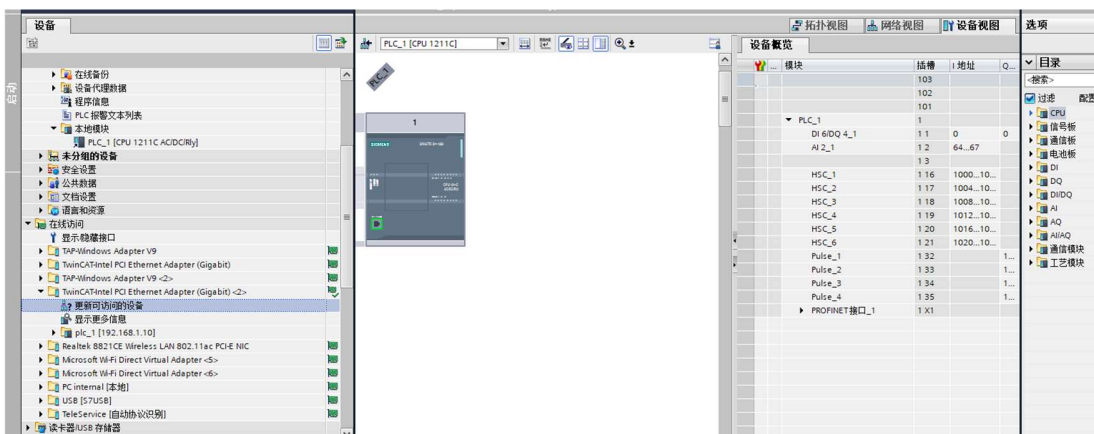 设备
拓扑视图 网络视图 设备视图
选项
PLC_1 [CPU 1211C]
设备概览
启动
在线备份
设备代理数据
程序信息
PLC 报警文本列表
本地模块
PLC_1 [CPU 1211C AC/DC/Rly]
未分组的设备
安全设置
公共数据
文档设置
语言和资源
在线访问
显示/隐藏接口
TAP-Windows Adapter V9
TwinCAT-Intel PCI Ethernet Adapter (Gigabit)
TAP-Windows Adapter V9 <2>
TwinCAT-Intel PCI Ethernet Adapter (Gigabit) <2>
更新可访问的设备
显示更多信息
plc_1 [192.168.1.10]
Realtek 8821CE Wireless LAN 802.11ac PCI-E NIC
Microsoft Wi-Fi Direct Virtual Adapter <5>
Microsoft Wi-Fi Direct Virtual Adapter <6>
PC internal [本地]
USB [S7USB]
TeleService [自动协议识别]
读卡器/USB 存储器
PLC_1
1
SIEMENS
... 模块 插槽 I 地址 Q...
103
102
101
PLC_1 1
DI 6/DQ 4_1 1 1 0 0
AI 2_1 1 2 64...67
1 3
HSC_1 1 16 1000...10...
HSC_2 1 17 1004...10...
HSC_3 1 18 1008...10...
HSC_4 1 19 1012...10...
HSC_5 1 20 1016...10...
HSC_6 1 21 1020...10...
Pulse_1 1 32 1...
Pulse_2 1 33 1...
Pulse_3 1 34 1...
Pulse_4 1 35 1...
PROFINET接口_1 1 X1
目录
<搜索>
过滤 配置
CPU
信号板
通信板
电池板
DI
DQ
DI/DQ
AI
AQ
AI/AQ
通信模块
工艺模块